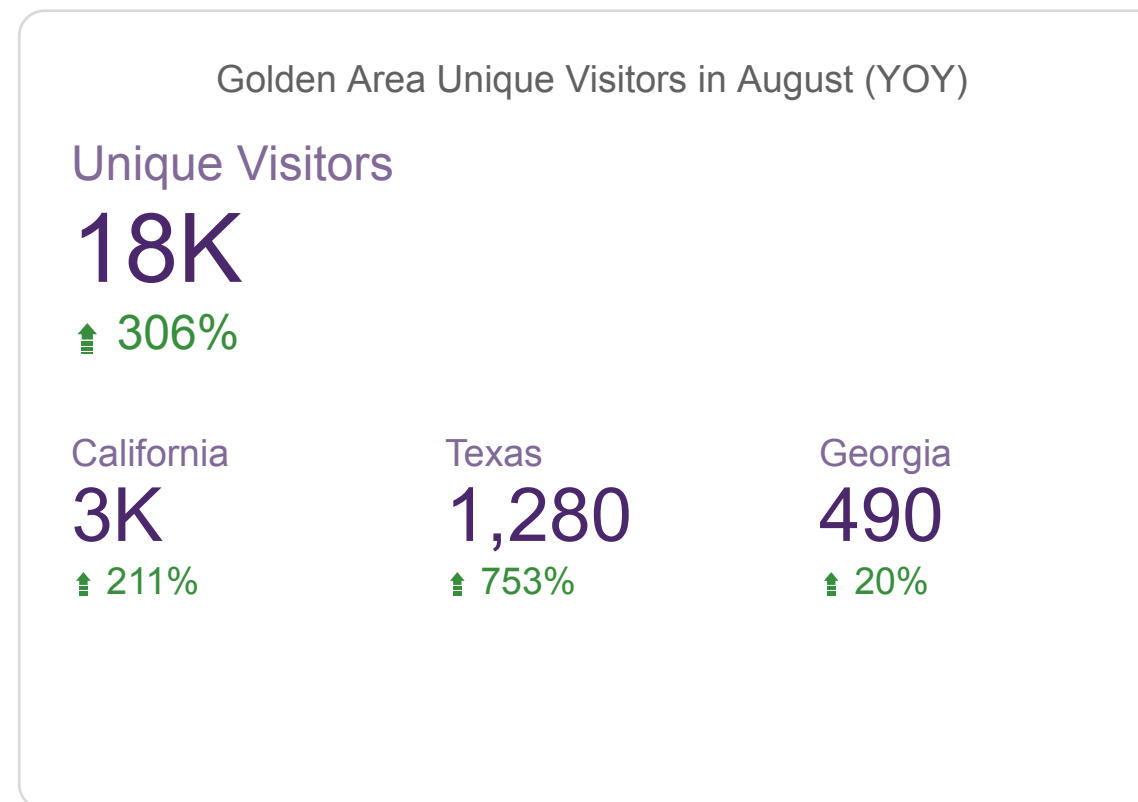 Golden Area Unique Visitors in August (YOY)
Unique Visitors
18K
306%
California
3K
211%
Texas
1,280
753%
Georgia
490
20%